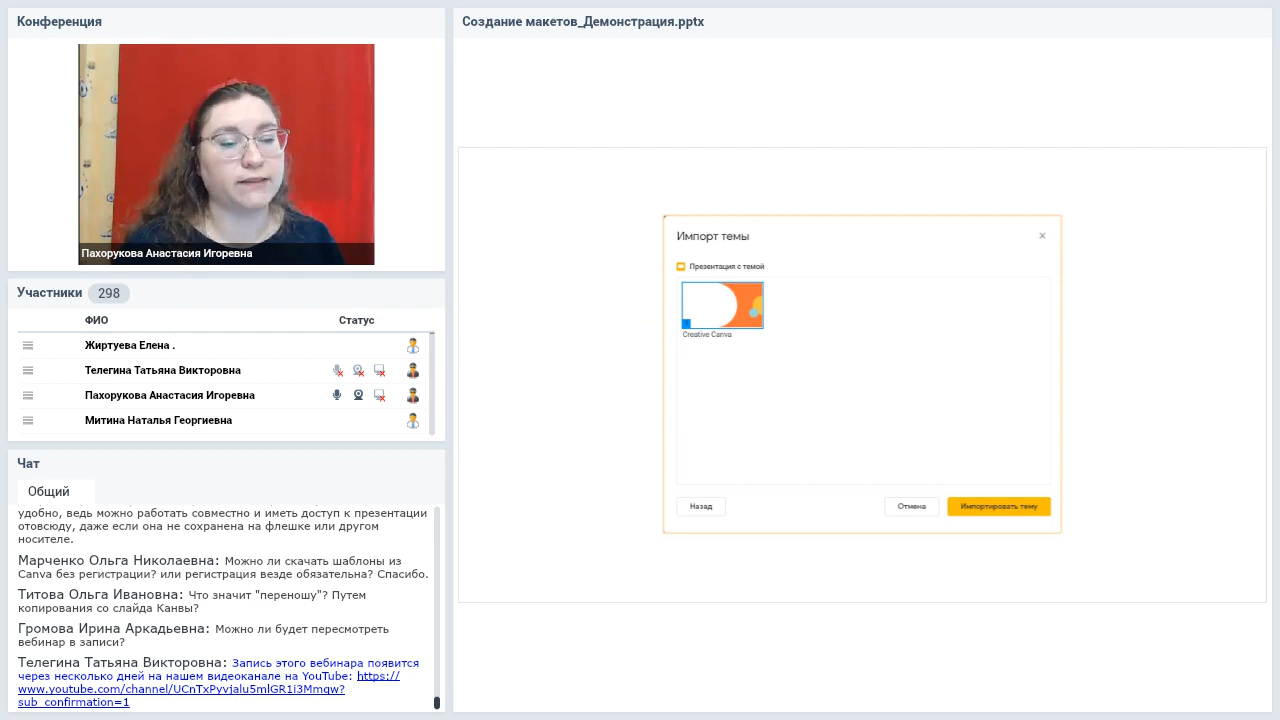 Конференция
Пахорукова Анастасия Игоревна
Участники 298
ФИО Статус
Жиртуева Елена .
Телегина Татьяна Викторовна
Пахорукова Анастасия Игоревна
Митина Наталья Георгиевна
Чат
Общий
удобно, ведь можно работать совместно и иметь доступ к презентации
отовсюду, даже если она не сохранена на флешке или другом
носителе.
Марченко Ольга Николаевна: Можно ли скачать шаблоны из
Canva без регистрации? или регистрация везде обязательна? Спасибо.
Титова Ольга Ивановна: Что значит "переношу"? Путем
копирования со слайда Канвы?
Громова Ирина Аркадьевна: Можно ли будет пересмотреть
вебинар в записи?
Телегина Татьяна Викторовна: Запись этого вебинара появится
через несколько дней на нашем видеоканале на YouTube: https://
www.youtube.com/channel/UCnTxPyvjalu5mlGR1i3Mmqw?
sub_confirmation=1
Создание макетов_Демонстрация.pptx
Импорт темы
Презентация с темой
Creative Canva
Назад Отмена Импортировать тему